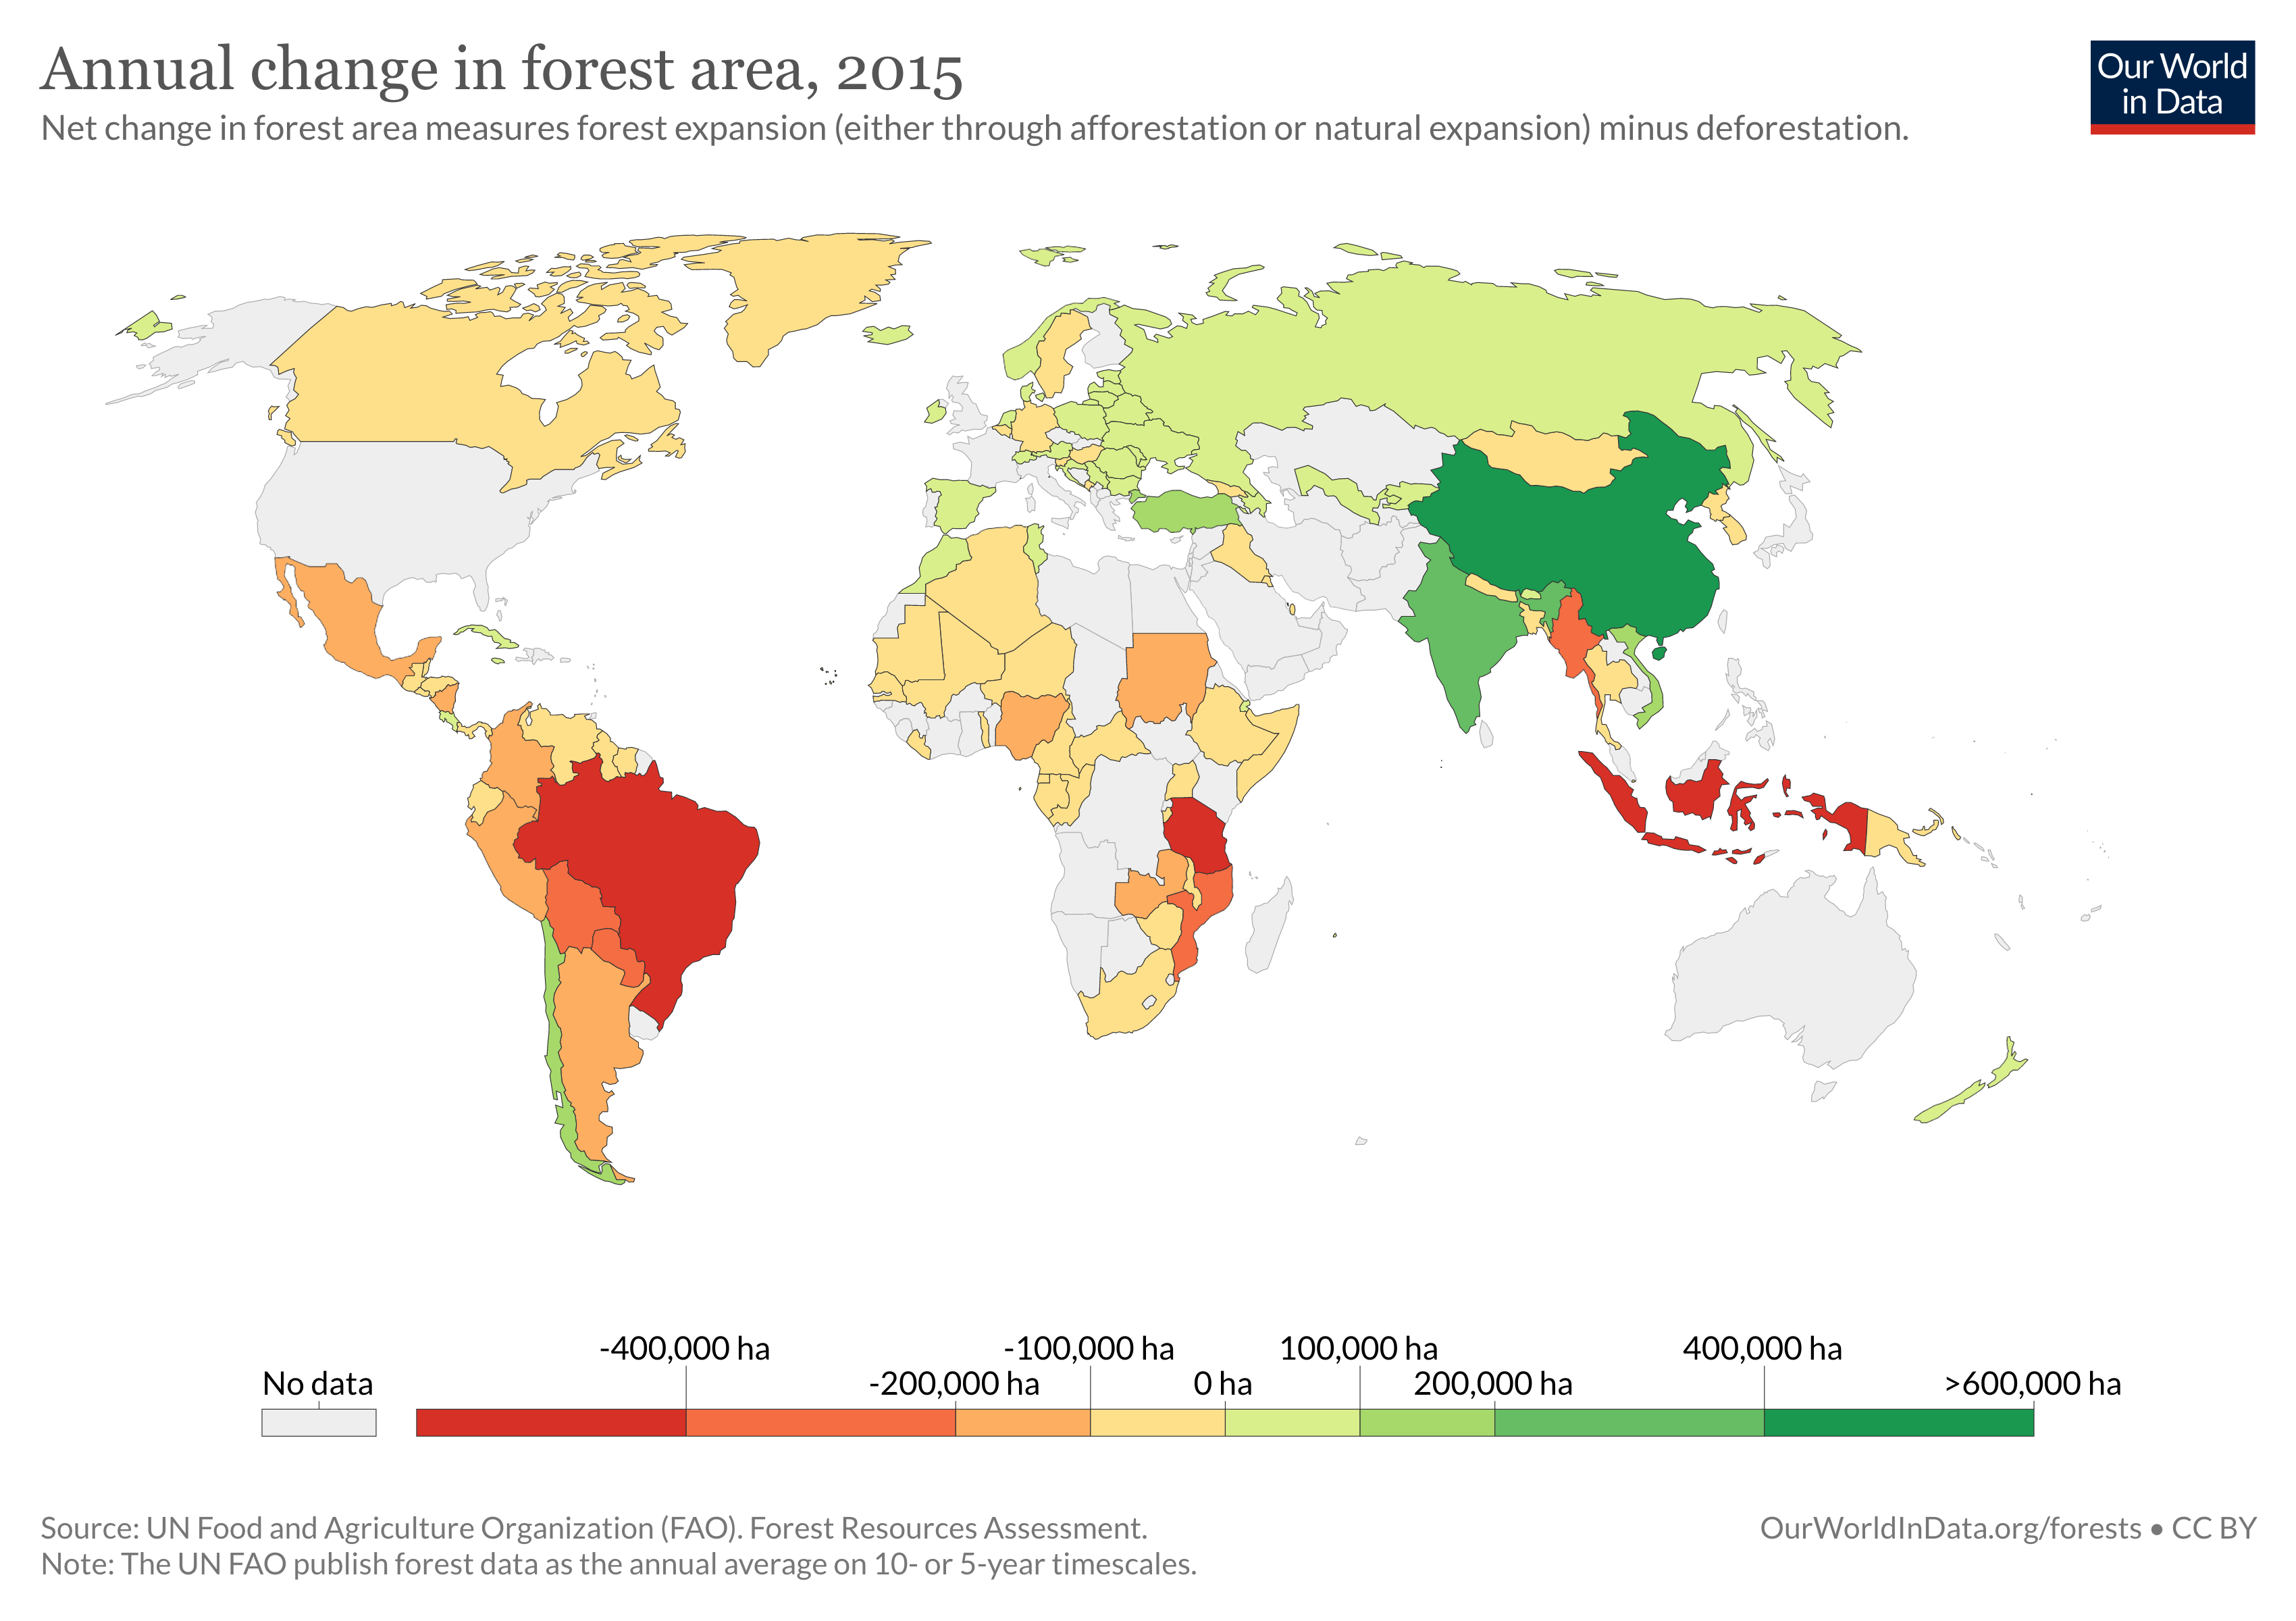 Annual change in forest area, 2015
Net change in forest area measures forest expansion (either through afforestation or natural expansion) minus deforestation.
Our World
in Data
No data
-400,000 ha
-200,000 ha
-100,000 ha
0 ha
100,000 ha
200,000 ha
400,000 ha
>600,000 ha
Source: UN Food and Agriculture Organization (FAO). Forest Resources Assessment.
Note: The UN FAO publish forest data as the annual average on 10- or 5-year timescales.
OurWorldInData.org/forests • CC BY